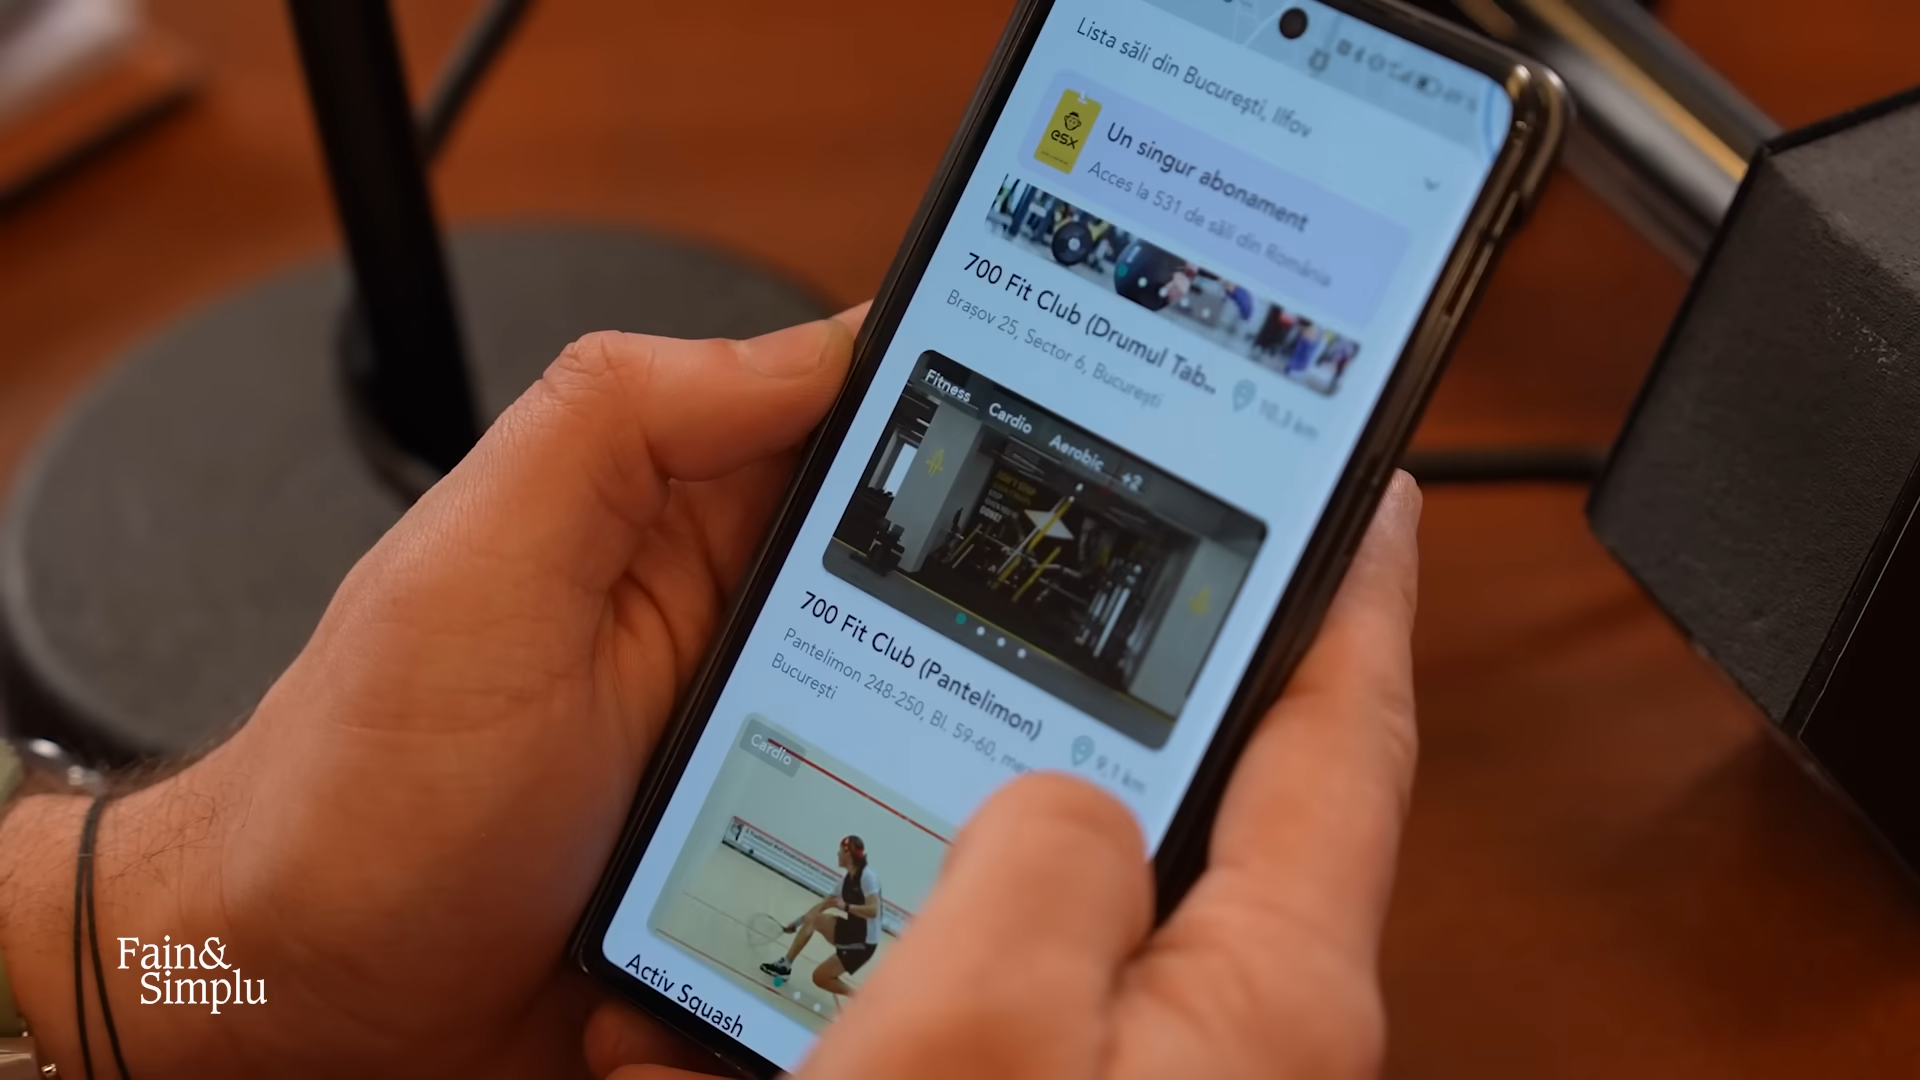 Lista săli din București, Ilfov
esx
Un singur abonament
Acces la 531 de săli din România
700 Fit Club (Drumul Tab...
Brașov 25, Sector 6, București
10,3 km
Fitness Cardio Aerobic +2
700 Fit Club (Pantelimon)
Pantelimon 248-250, Bl. 59-60,
București
9,1 km
Cardio
Activ Squash
Fain&
Simplu